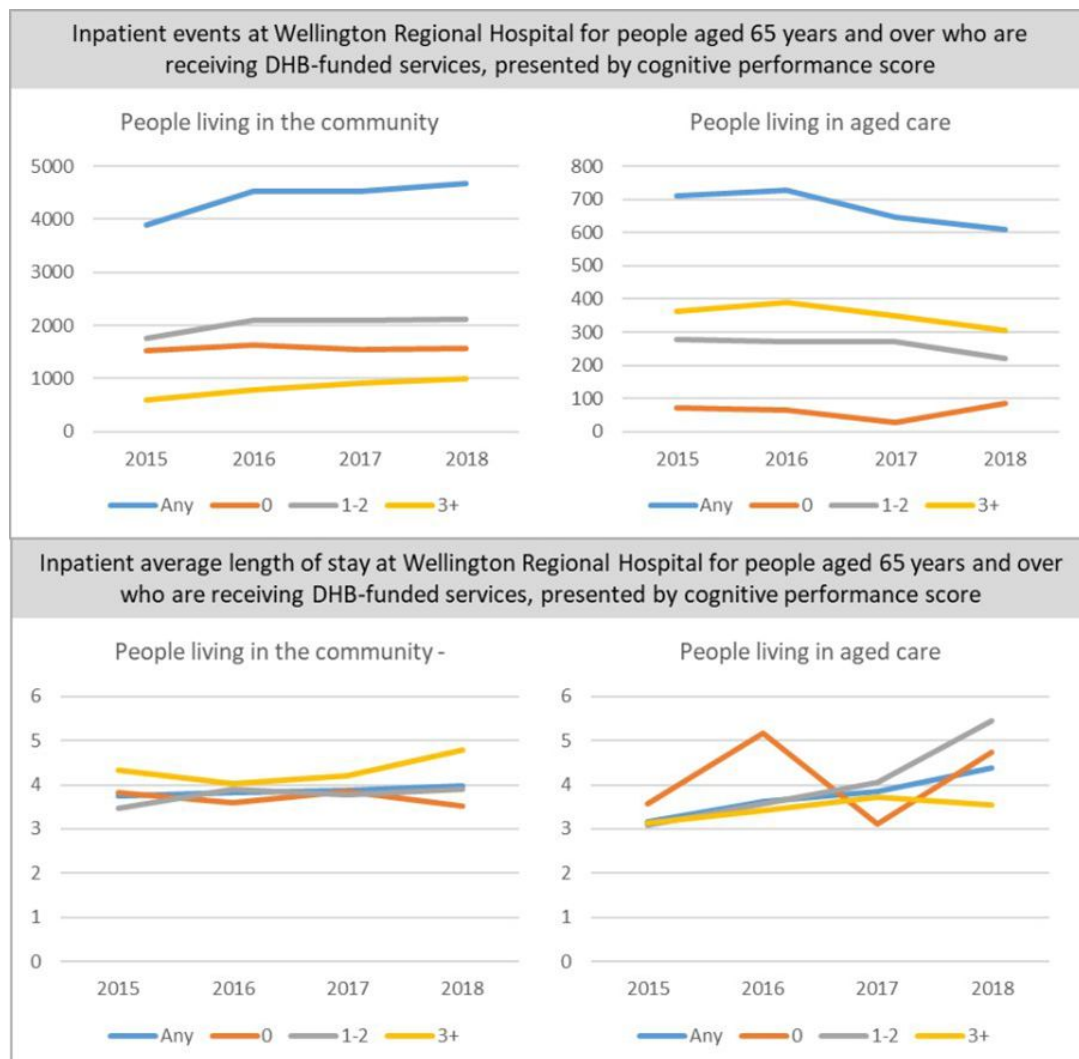 Inpatient events at Wellington Regional Hospital for people aged 65 years and over who are
receiving DHB-funded services, presented by cognitive performance score
People living in the community
5000
4000
3000
2000
1000
0
2015 2016 2017 2018
Any 0 1-2 3+
People living in aged care
800
700
600
500
400
300
200
100
0
2015 2016 2017 2018
Any 0 1-2 3+
Inpatient average length of stay at Wellington Regional Hospital for people aged 65 years and over
who are receiving DHB-funded services, presented by cognitive performance score
People living in the community -
6
5
4
3
2
1
0
2015 2016 2017 2018
Any 0 1-2 3+
People living in aged care
6
5
4
3
2
1
0
2015 2016 2017 2018
Any 0 1-2 3+